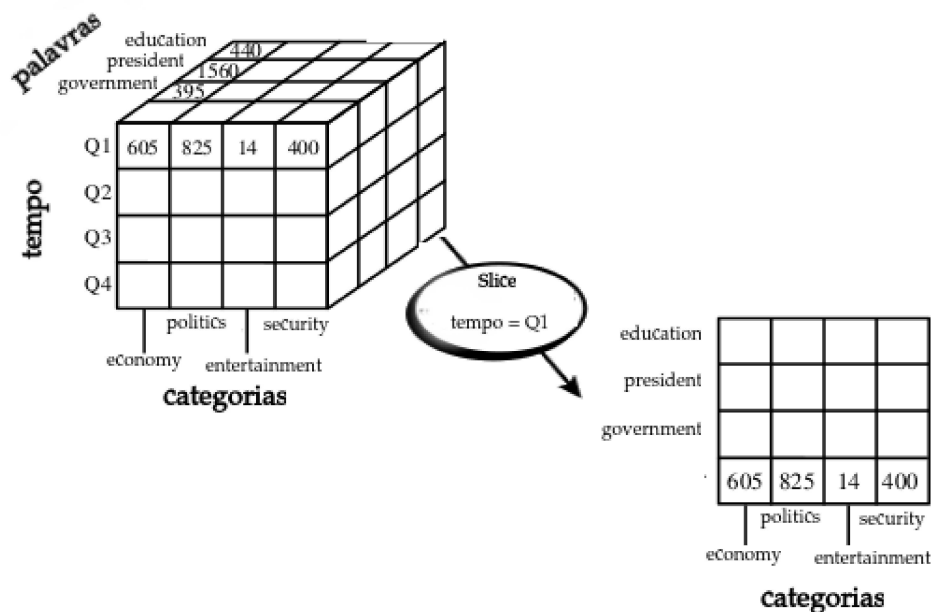 palavras
education 440
president 1560
government 395
Q1 605 825 14 400
Q2
Q3
Q4
tempo
politics security
economy entertainment
categorias
Slice
tempo = Q1
education
president
government
605 825 14 400
politics security
economy entertainment
categorias